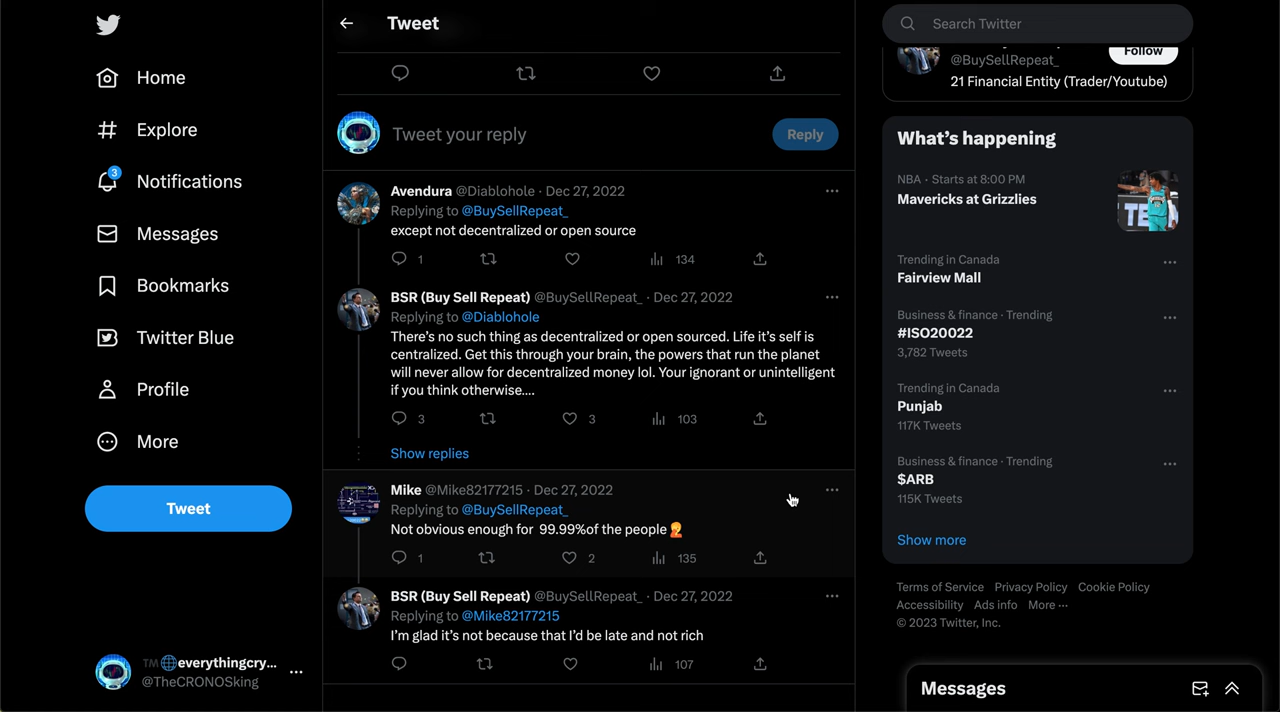 Home
Explore
3
Notifications
Messages
Bookmarks
Twitter Blue
Profile
More
Tweet
TM everythingcry...
@TheCRONOSking
Tweet
Tweet your reply
Reply
Avendura @Diablohole · Dec 27, 2022
Replying to @BuySellRepeat_
except not decentralized or open source
1
134
BSR (Buy Sell Repeat) @BuySellRepeat_ · Dec 27, 2022
Replying to @Diablohole
There's no such thing as decentralized or open sourced. Life it's self is
centralized. Get this through your brain, the powers that run the planet
will never allow for decentralized money lol. Your ignorant or unintelligent
if you think otherwise....
3
3
103
Show replies
Mike @Mike82177215 · Dec 27, 2022
Replying to @BuySellRepeat_
Not obvious enough for 99.99%of the people
1
2
135
BSR (Buy Sell Repeat) @BuySellRepeat_ · Dec 27, 2022
Replying to @Mike82177215
I'm glad it's not because that I'd be late and not rich
107
Search Twitter
@BuySellRepeat_
Follow
21 Financial Entity (Trader/Youtube)
What's happening
NBA · Starts at 8:00 PM
Mavericks at Grizzlies
Trending in Canada
Fairview Mall
Business & finance · Trending
#ISO20022
3,782 Tweets
Trending in Canada
Punjab
117K Tweets
Business & finance · Trending
$ARB
115K Tweets
Show more
Terms of Service Privacy Policy Cookie Policy
Accessibility Ads info More ···
© 2023 Twitter, Inc.
Messages